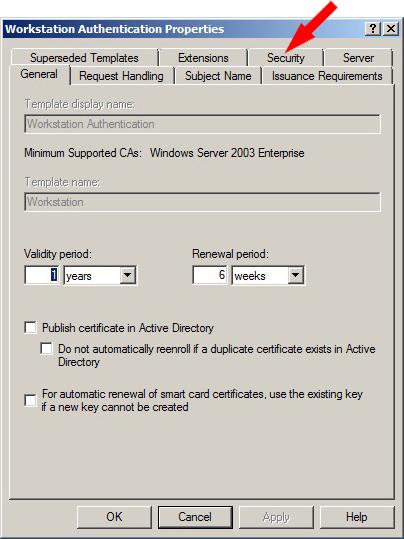 Workstation Authentication Properties
Superseded Templates Extensions Security Server
General Request Handling Subject Name Issuance Requirements
Template display name:
Workstation Authentication
Minimum Supported CAs: Windows Server 2003 Enterprise
Template name:
Workstation
Validity period: Renewal period:
1 years 6 weeks
Publish certificate in Active Directory
Do not automatically reenroll if a duplicate certificate exists in Active
Directory
For automatic renewal of smart card certificates, use the existing key
if a new key cannot be created
OK Cancel Apply Help